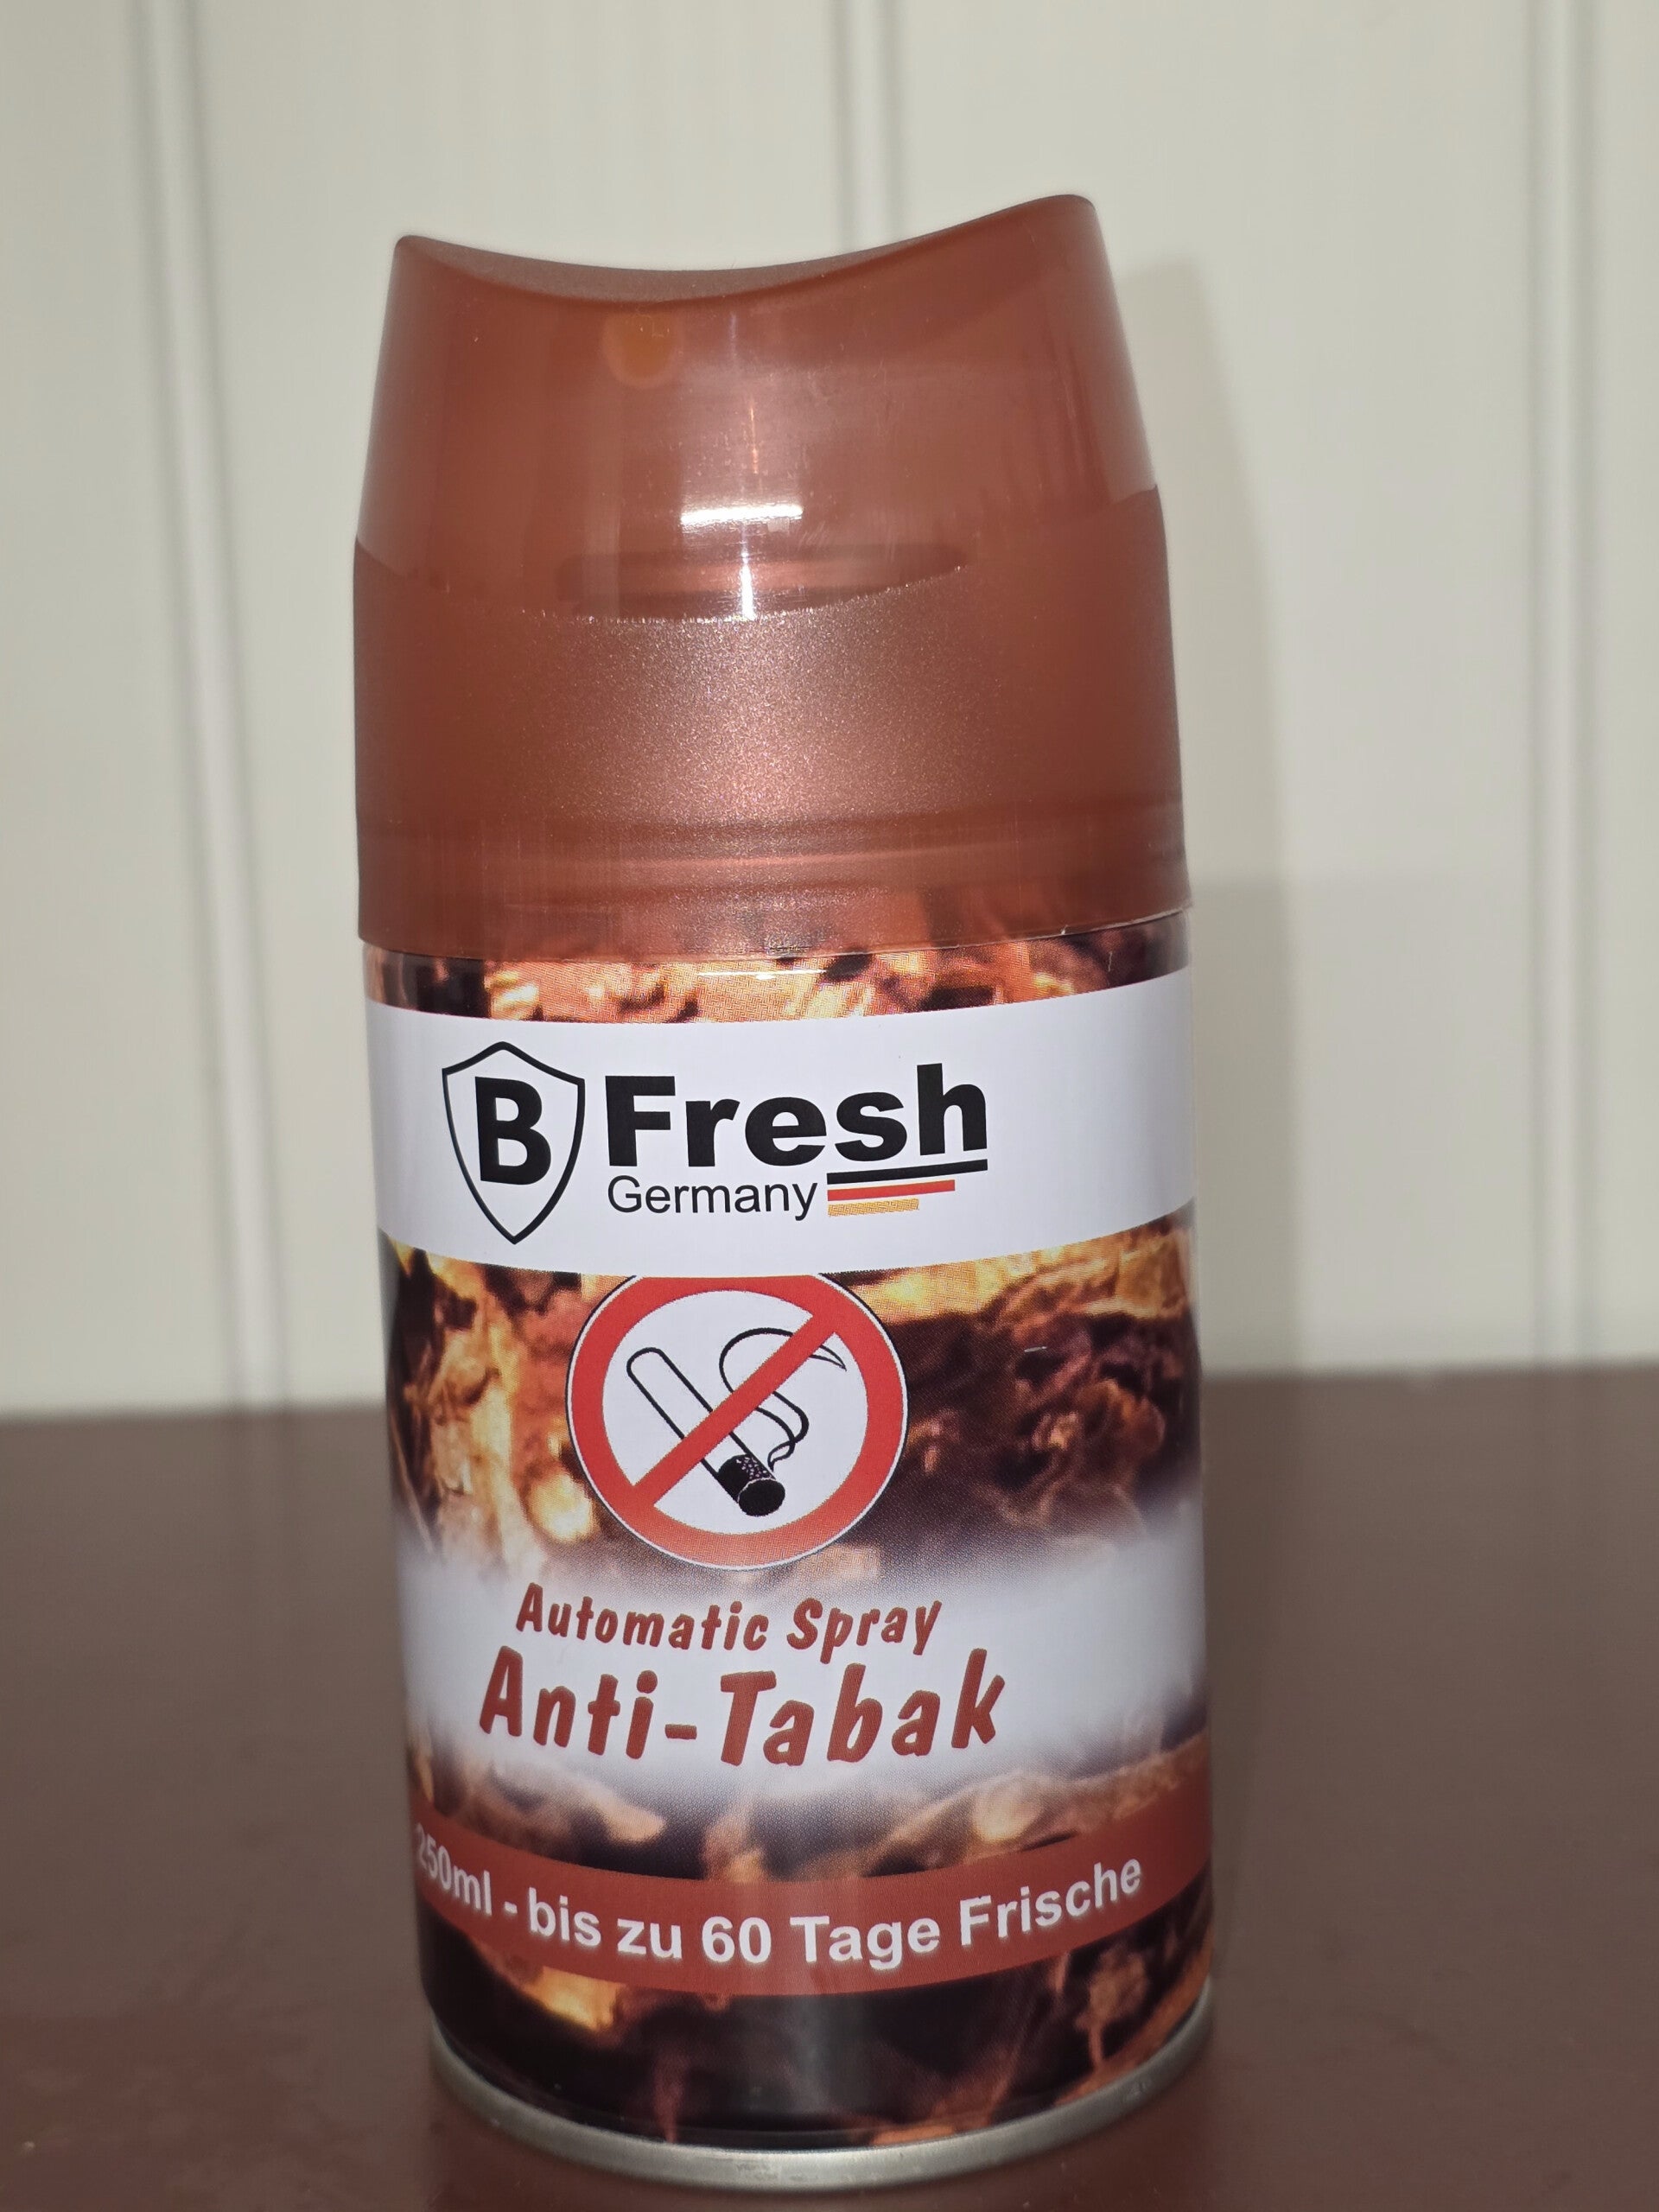 B Fresh
Germany
Automatic Spray
Anti-Tabak
250ml - bis zu 60 Tage Frische